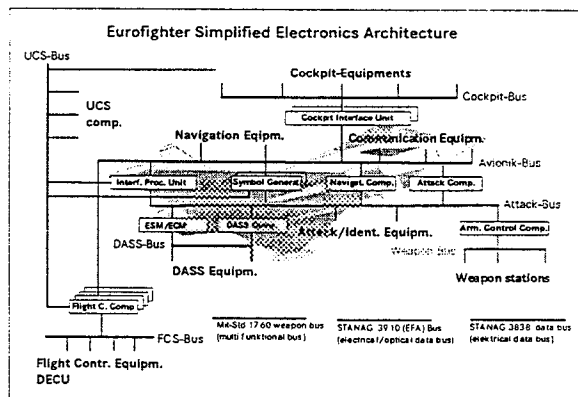 Eurofighter Simplified Electronics Architecture
UCS-Bus
Cockpit-Equipments
Cockpit-Bus
UCS
comp.
Cockpit Interface Unit
Navigation Eqipm.
Communication Equipm.
Avionik-Bus
Interf. Proc. Unit
Symbol Generat.
Navigat. Comp.
Attack Comp.
Attack-Bus
ESM/ECM
DASS
Attack/Ident. Equipm.
Arm. Control Comp.
DASS-Bus
Weapon Bus
DASS Equipm.
Weapon stations
Flight C. Comp.
FCS-Bus
Mil-Std 1760 weapon bus
(multi funktional bus)
STANAG 3910 (EFA) Bus
(electrical/optical data bus)
STANAG 3838 data bus
(elektrical data bus)
Flight Contr. Equipm.
DECU